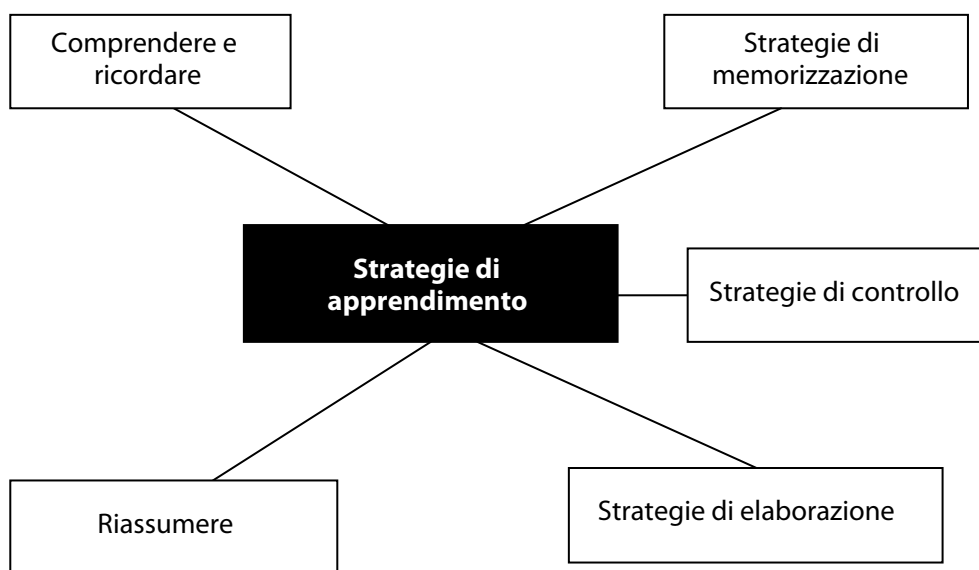 Comprendere e
ricordare
Strategie di
memorizzazione
Strategie di
apprendimento
Strategie di controllo
Riassumere
Strategie di elaborazione